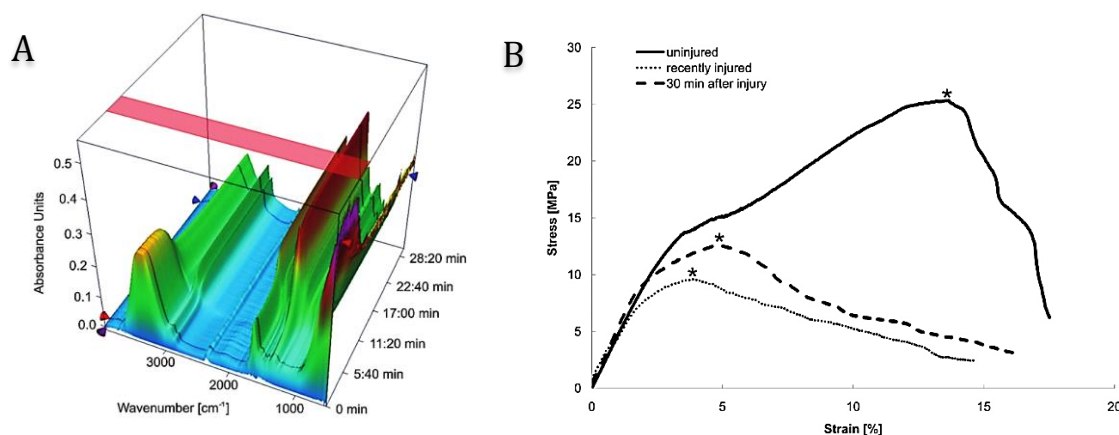 A
Absorbance Units
0.5
0.4
0.3
0.2
0.1
0.0
3000
2000
1000
Wavenumber [cm⁻¹]
28:20 min
22:40 min
17:00 min
11:20 min
5:40 min
0 min
B
Stress [MPa]
30
25
20
15
10
5
0
uninjured
recently injured
30 min after injury
*
*
*
0
5
10
15
20
Strain [%]